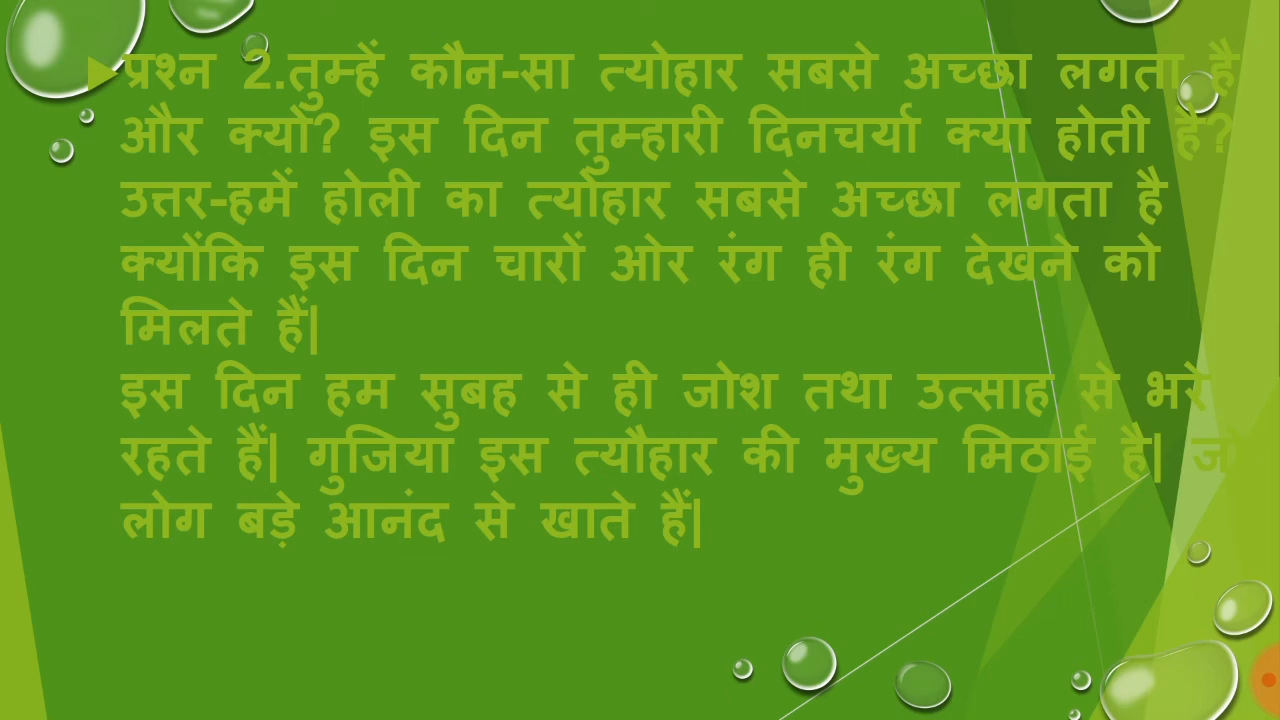 प्रश्न 2.तुम्हें कौन-सा त्योहार सबसे अच्छा लगता है
और क्यों? इस दिन तुम्हारी दिनचर्या क्या होती है?
उत्तर-हमें होली का त्योहार सबसे अच्छा लगता है
क्योंकि इस दिन चारों ओर रंग ही रंग देखने को
मिलते हैं|
इस दिन हम सुबह से ही जोश तथा उत्साह से भरे
रहते हैं| गुजिया इस त्यौहार की मुख्य मिठाई है| जो
लोग बड़े आनंद से खाते हैं|